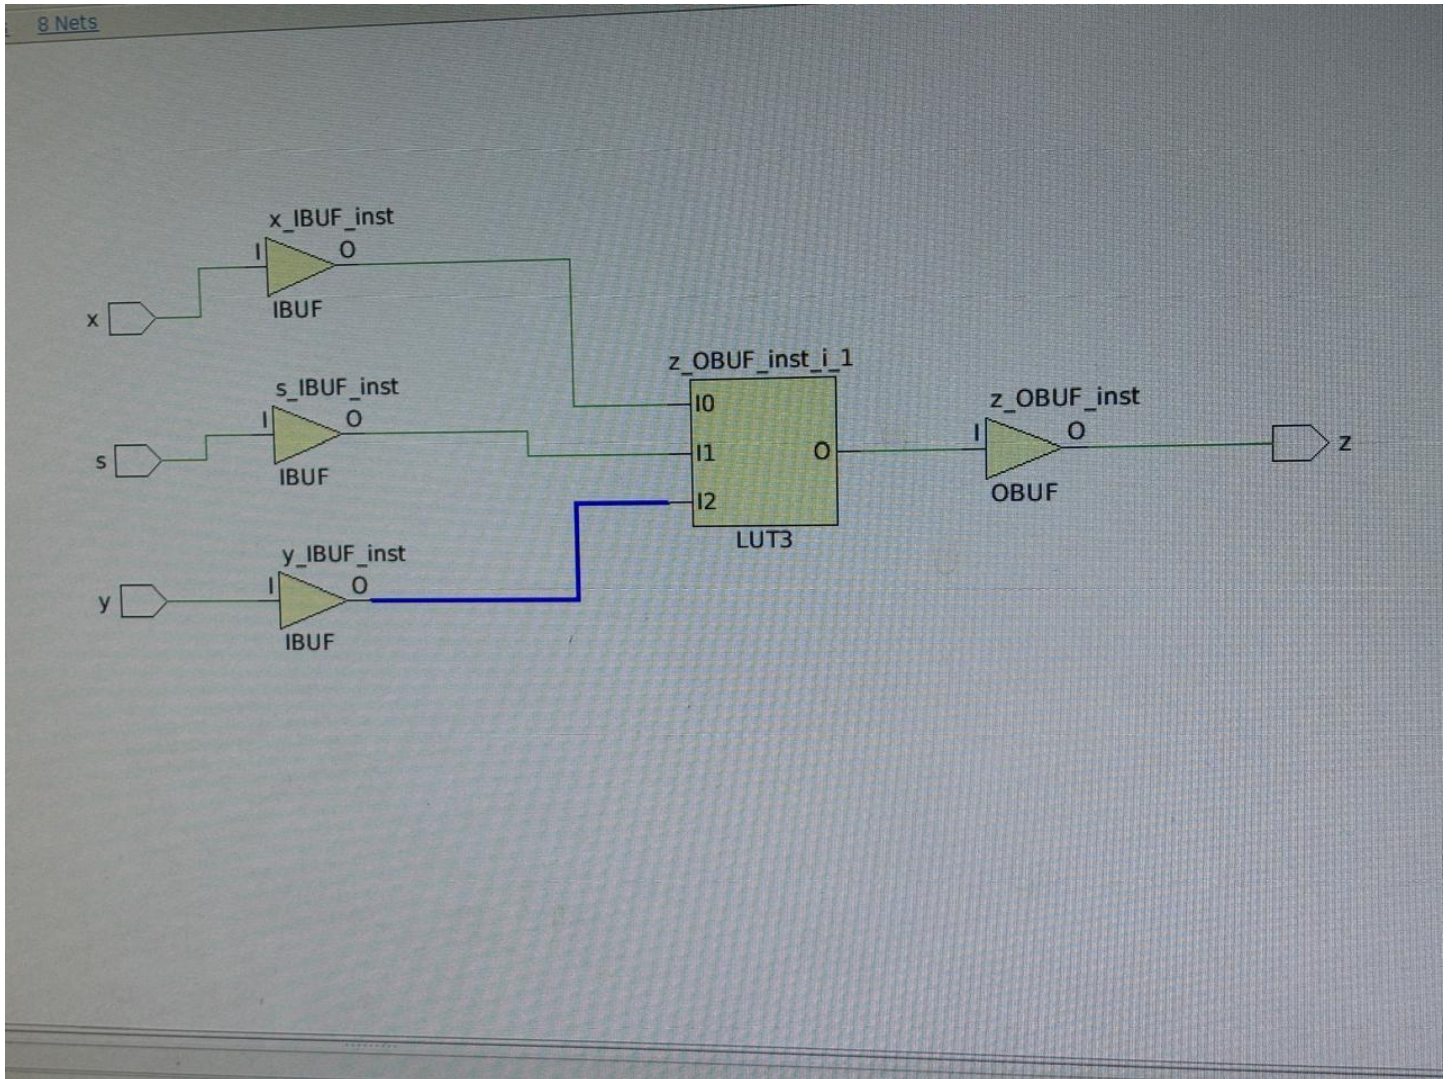 8 Nets
x_IBUF_inst
I
O
IBUF
x
s_IBUF_inst
I
O
IBUF
s
y_IBUF_inst
I
O
IBUF
y
z_OBUF_inst_i_1
I0
I1
I2
O
LUT3
z_OBUF_inst
I
O
OBUF
z